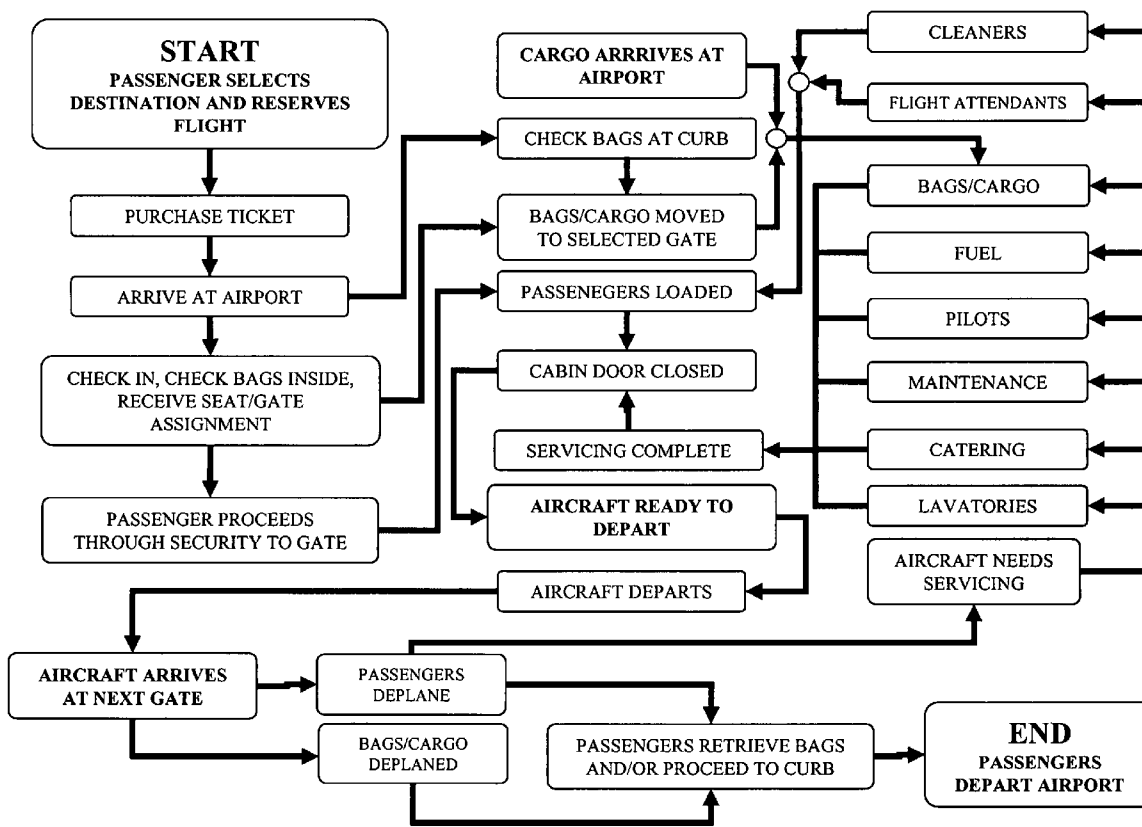 START
PASSENGER SELECTS
DESTINATION AND RESERVES
FLIGHT
PURCHASE TICKET
ARRIVE AT AIRPORT
CHECK IN, CHECK BAGS INSIDE,
RECEIVE SEAT/GATE
ASSIGNMENT
PASSENGER PROCEEDS
THROUGH SECURITY TO GATE
CARGO ARRRIVES AT
AIRPORT
CHECK BAGS AT CURB
BAGS/CARGO MOVED
TO SELECTED GATE
PASSENEGERS LOADED
CABIN DOOR CLOSED
SERVICING COMPLETE
AIRCRAFT READY TO
DEPART
AIRCRAFT DEPARTS
CLEANERS
FLIGHT ATTENDANTS
BAGS/CARGO
FUEL
PILOTS
MAINTENANCE
CATERING
LAVATORIES
AIRCRAFT NEEDS
SERVICING
AIRCRAFT ARRIVES
AT NEXT GATE
PASSENGERS
DEPLANE
BAGS/CARGO
DEPLANED
PASSENGERS RETRIEVE BAGS
AND/OR PROCEED TO CURB
END
PASSENGERS
DEPART AIRPORT